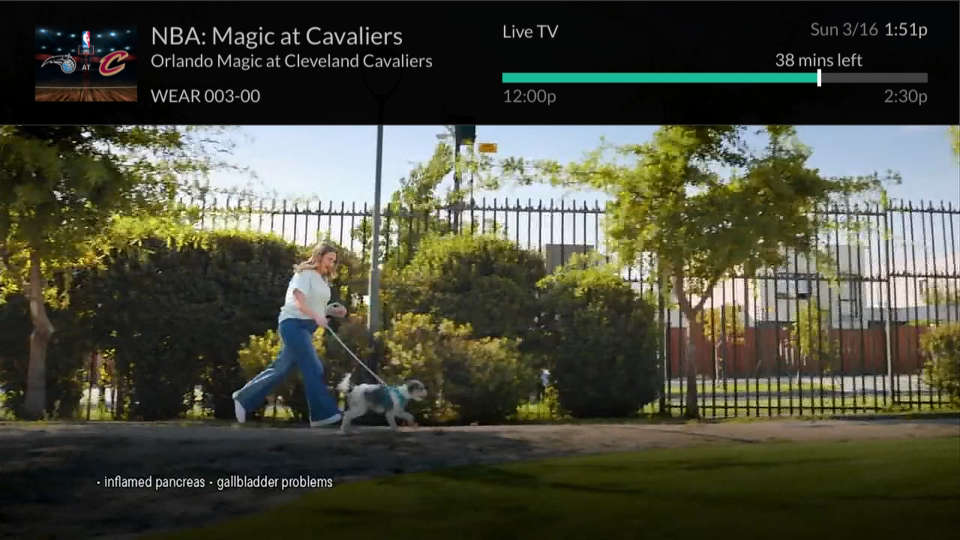 NBA: Magic at Cavaliers
Orlando Magic at Cleveland Cavaliers
WEAR 003-00
AT
Live TV
Sun 3/16 1:51p
38 mins left
12:00p
2:30p
• inflamed pancreas • gallbladder problems